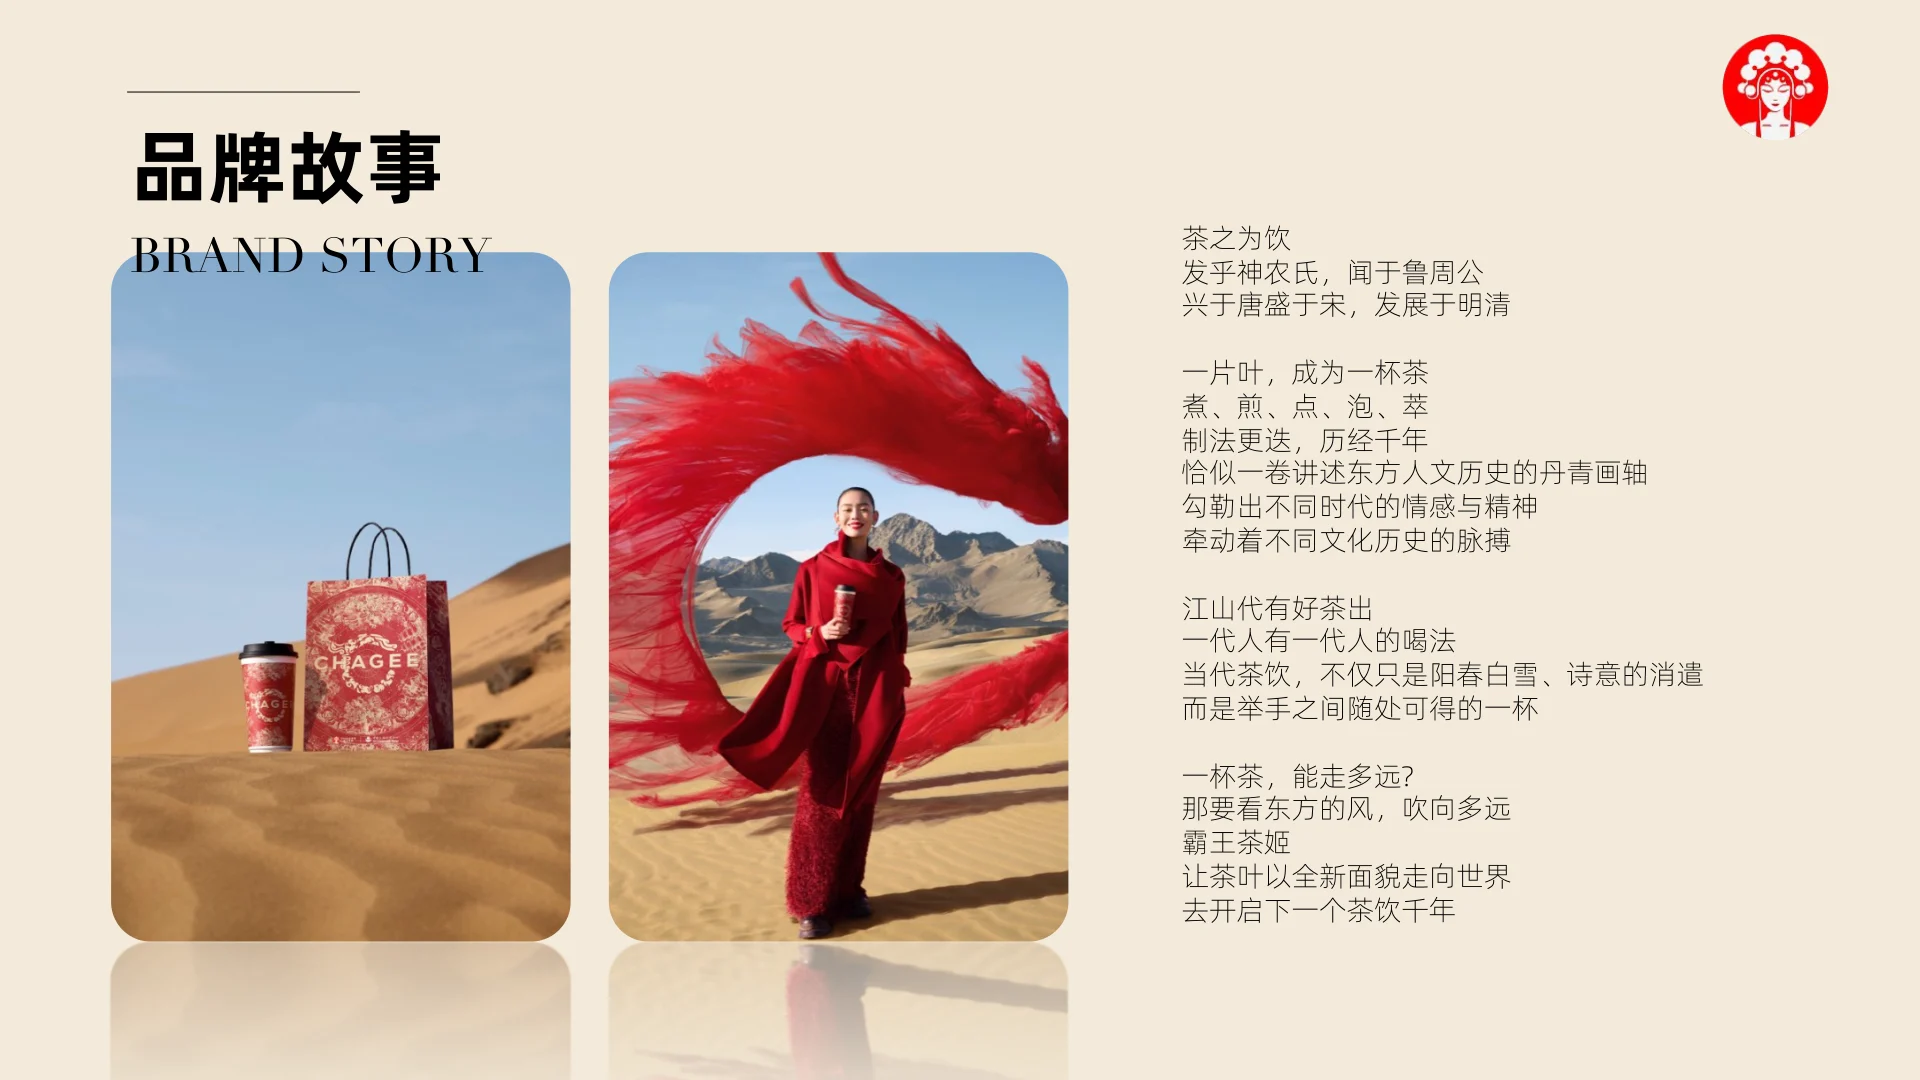 品牌故事
BRAND STORY
CHAGEE
CHAGEE
茶之为饮
发乎神农氏，闻于鲁周公
兴于唐盛于宋，发展于明清
一片叶，成为一杯茶
煮、煎、点、泡、萃
制法更迭，历经千年
恰似一卷讲述东方人文历史的丹青画轴
勾勒出不同时代的情感与精神
牵动着不同文化历史的脉搏
江山代有好茶出
一代人有一代人的喝法
当代茶饮，不仅只是阳春白雪、诗意的消遣
而是举手之间随处可得的一杯
一杯茶，能走多远?
那要看东方的风，吹向多远
霸王茶姬
让茶叶以全新面貌走向世界
去开启下一个茶饮千年